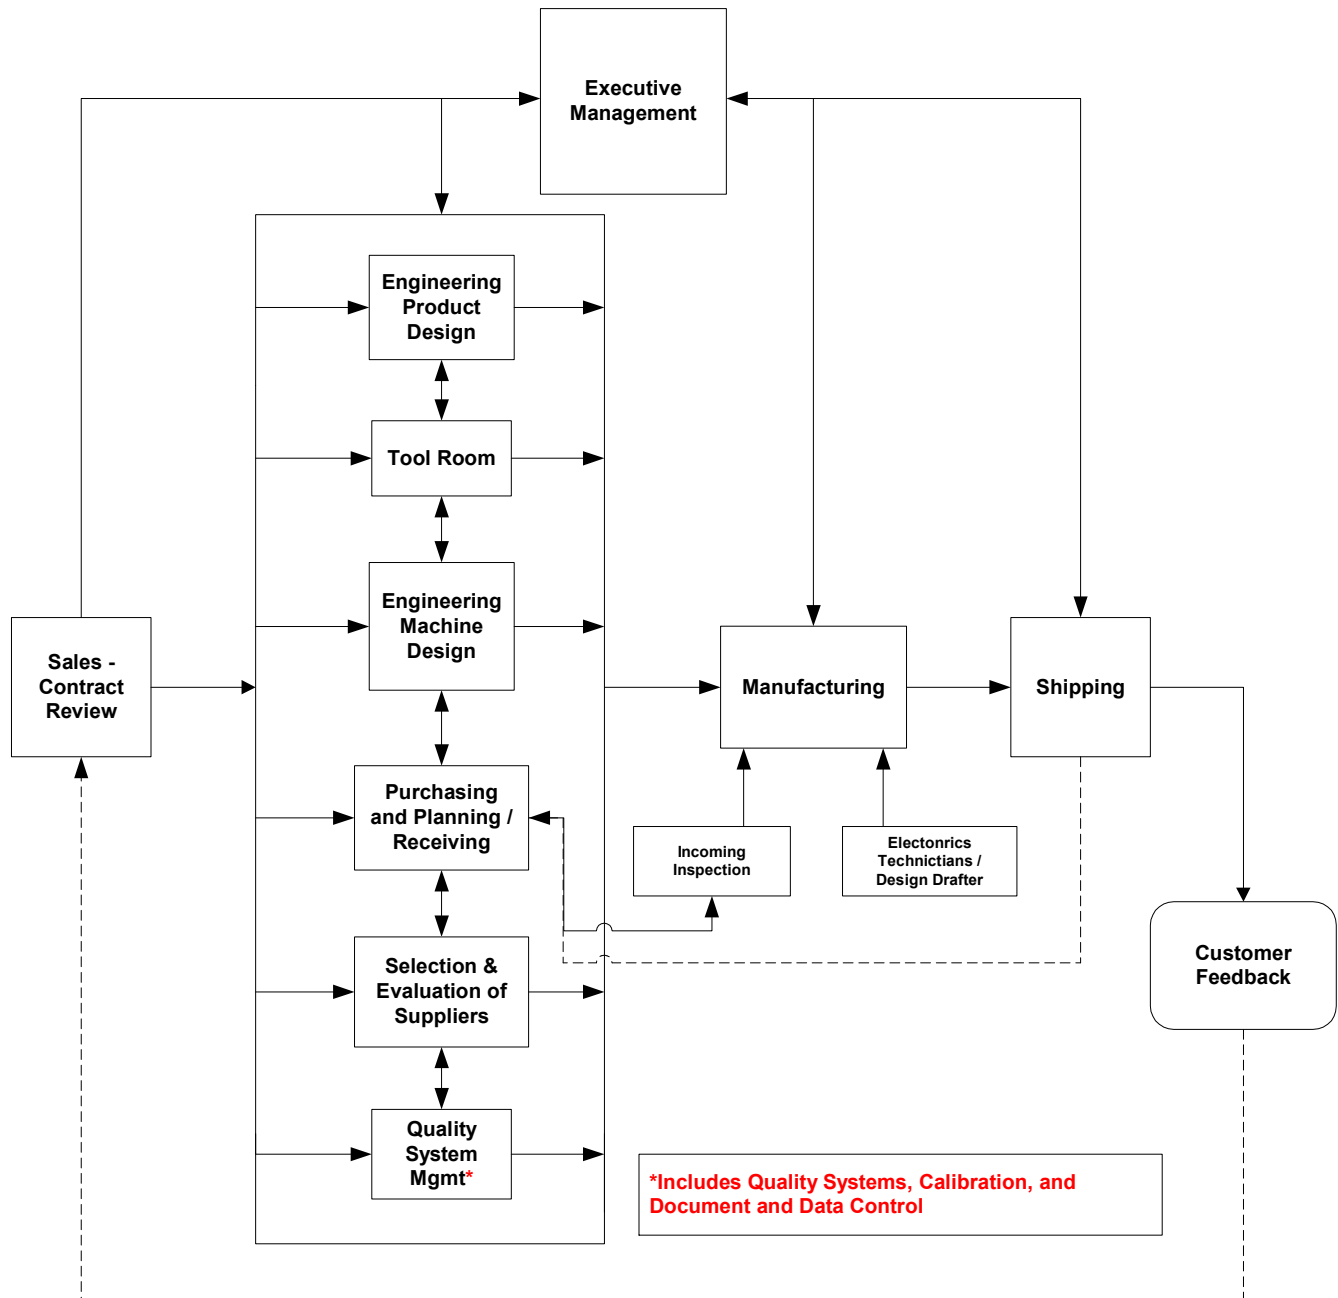 Executive
Management
Engineering
Product
Design
Tool Room
Engineering
Machine
Design
Sales -
Contract
Review
Manufacturing
Shipping
Purchasing
and Planning /
Receiving
Incoming
Inspection
Electonrics
Technictians /
Design Drafter
Selection &
Evaluation of
Suppliers
Customer
Feedback
Quality
System
Mgmt*
*Includes Quality Systems, Calibration, and
Document and Data Control